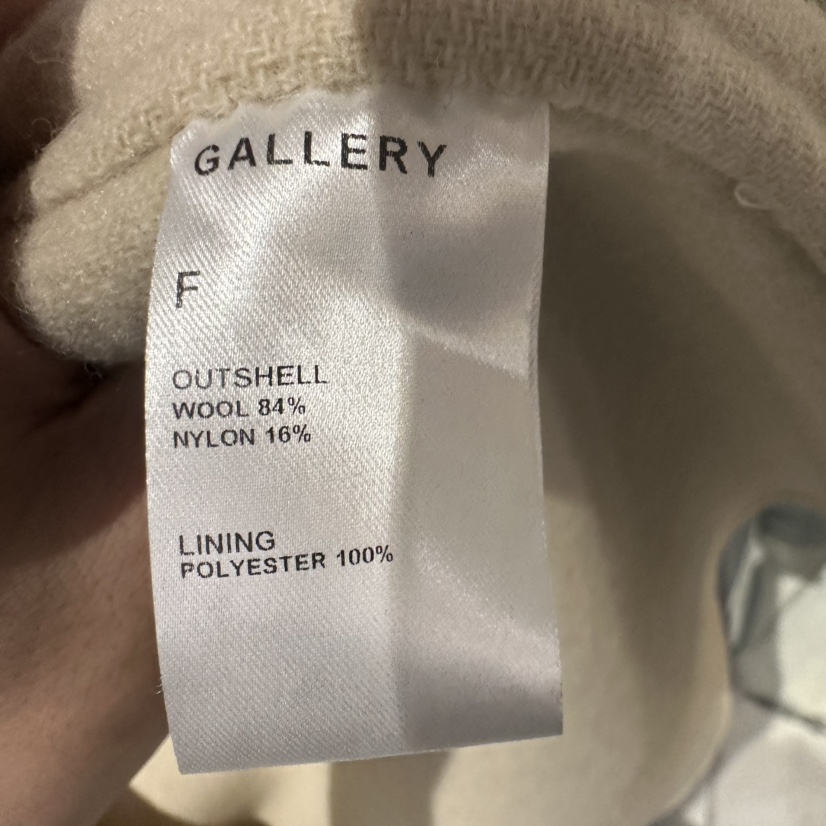 GALLERY
F
OUTSHELL
WOOL 84%
NYLON 16%
LINING
POLYESTER 100%